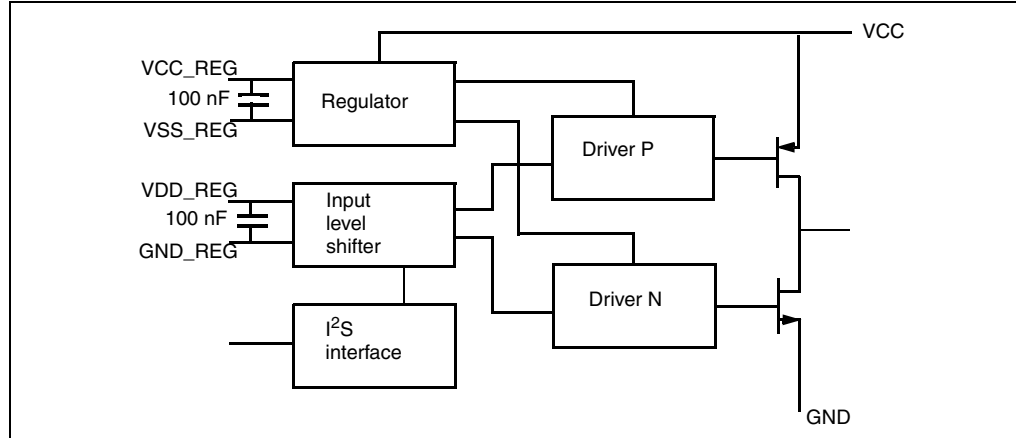 VCC
VCC_REG
100 nF
VSS_REG
Regulator
Driver P
VDD_REG
100 nF
GND_REG
Input
level
shifter
Driver N
I²S
interface
GND